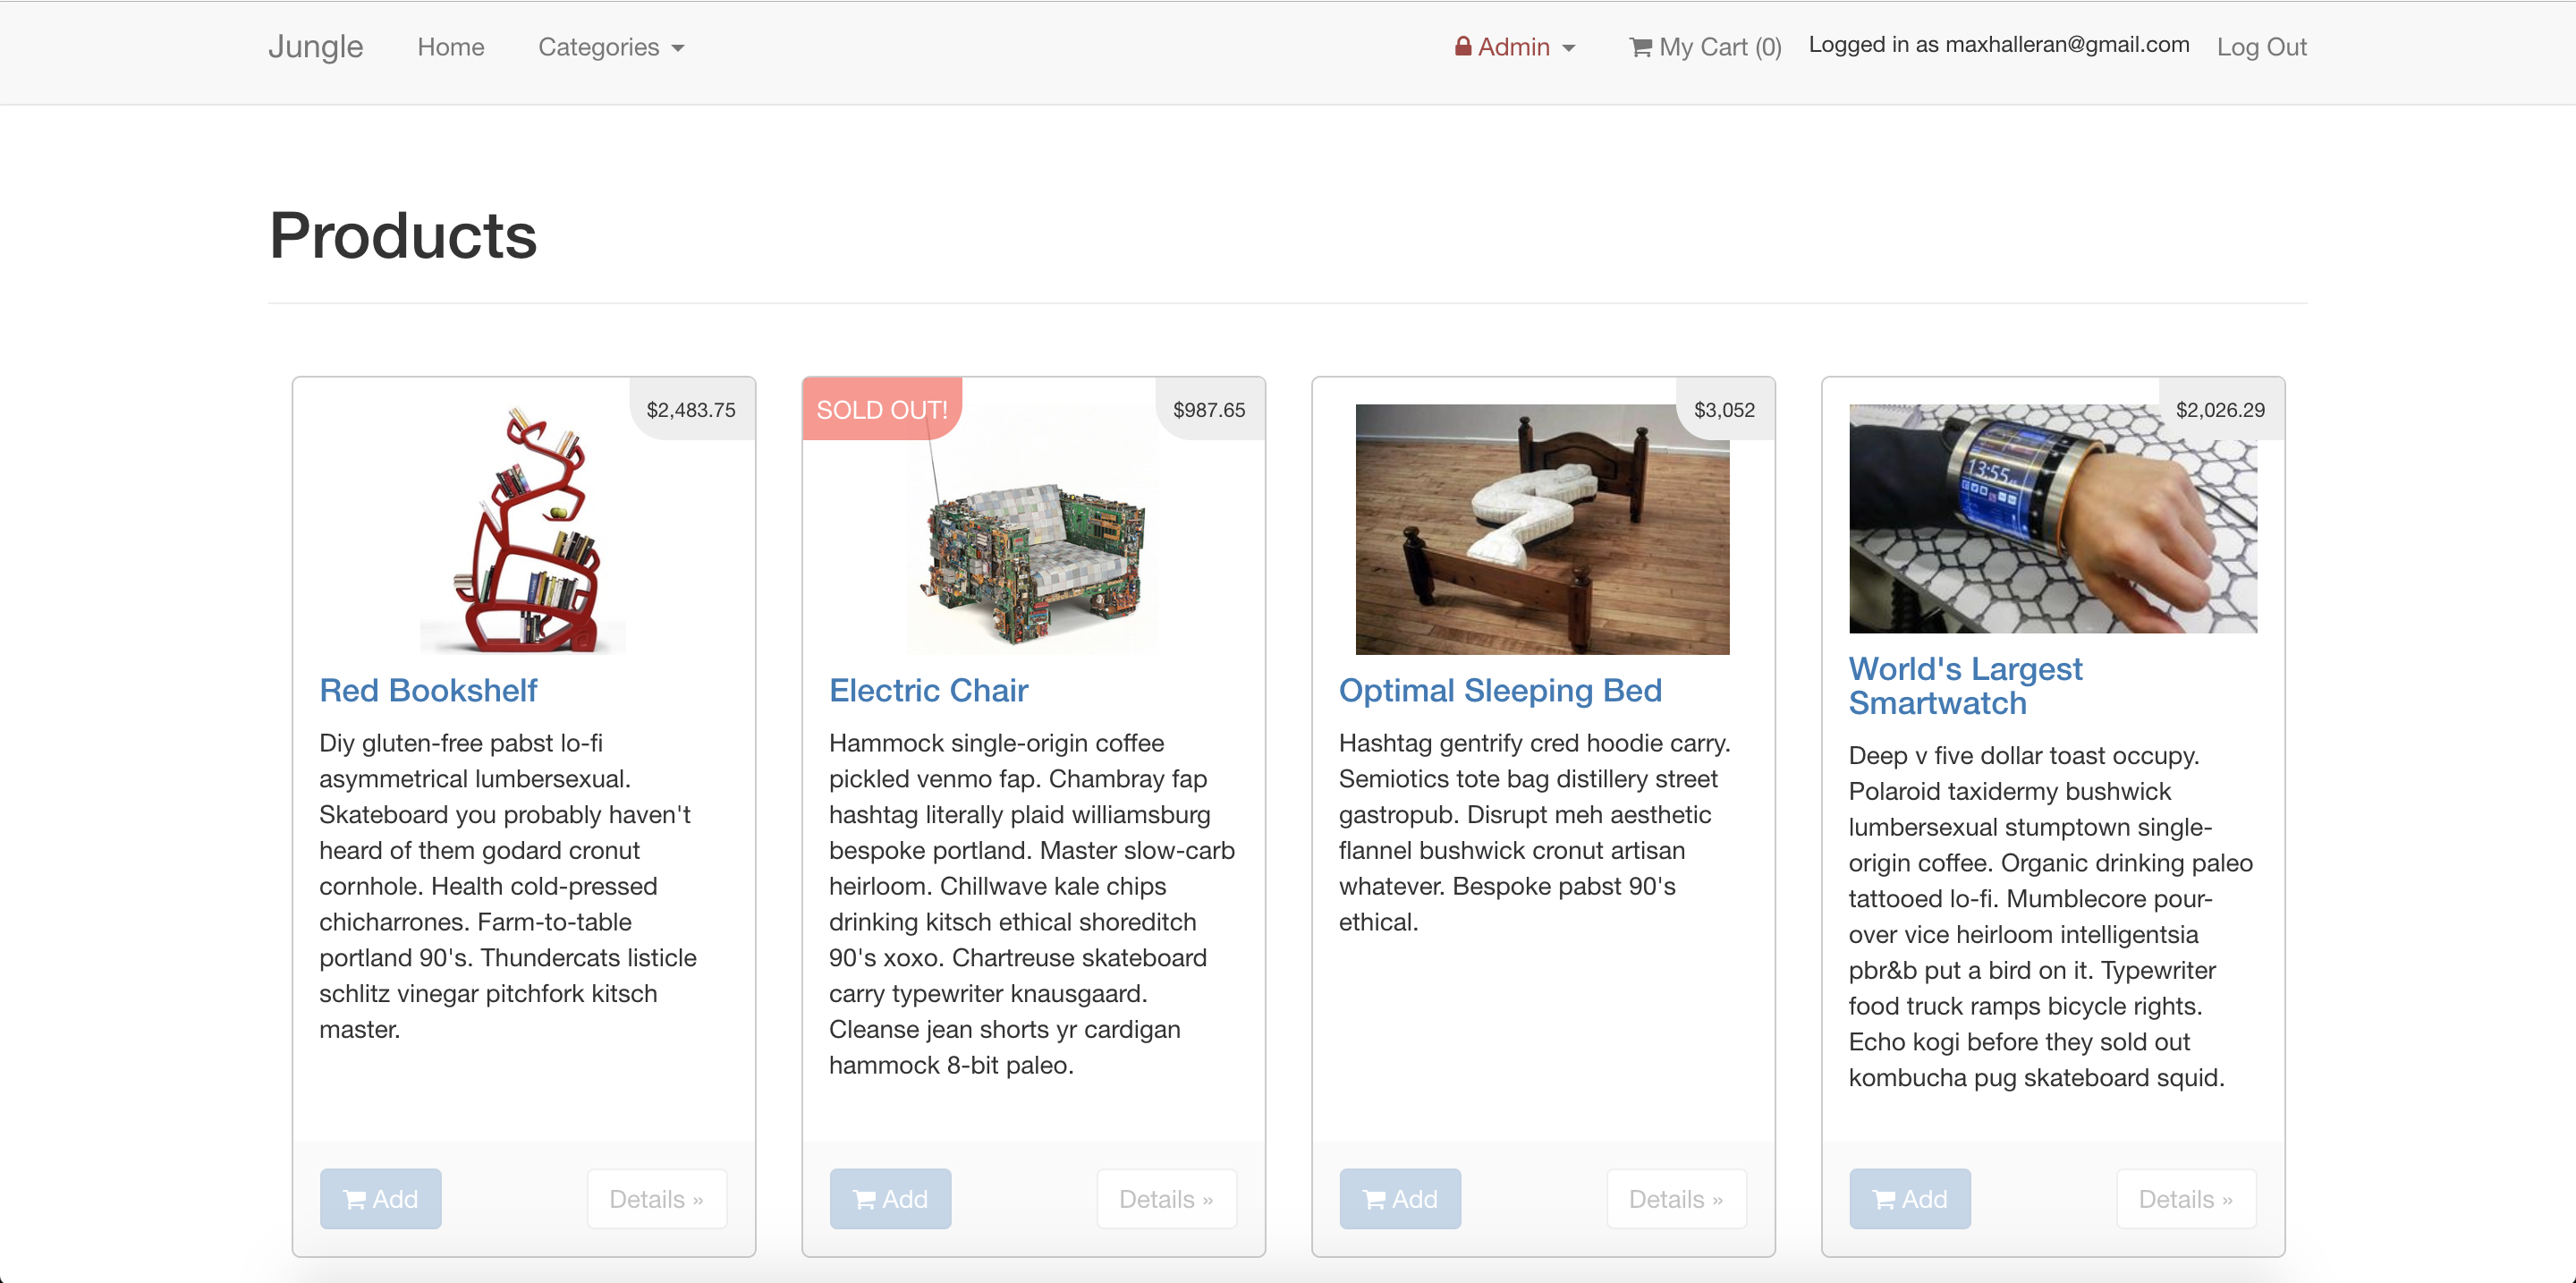 Jungle Home Categories Admin My Cart (0) Logged in as maxhalleran@gmail.com Log Out
Products
$2,483.75
Red Bookshelf
Diy gluten-free pabst lo-fi
asymmetrical lumbersexual.
Skateboard you probably haven't
heard of them godard cronut
cornhole. Health cold-pressed
chicharrones. Farm-to-table
portland 90's. Thundercats listicle
schlitz vinegar pitchfork kitsch
master.
Add Details »
SOLD OUT! $987.65
Electric Chair
Hammock single-origin coffee
pickled venmo fap. Chambray fap
hashtag literally plaid williamsburg
bespoke portland. Master slow-carb
heirloom. Chillwave kale chips
drinking kitsch ethical shoreditch
90's xoxo. Chartreuse skateboard
carry typewriter knausgaard.
Cleanse jean shorts yr cardigan
hammock 8-bit paleo.
Add Details »
$3,052
Optimal Sleeping Bed
Hashtag gentrify cred hoodie carry.
Semiotics tote bag distillery street
gastropub. Disrupt meh aesthetic
flannel bushwick cronut artisan
whatever. Bespoke pabst 90's
ethical.
Add Details »
$2,026.29
13:55
World's Largest
Smartwatch
Deep v five dollar toast occupy.
Polaroid taxidermy bushwick
lumbersexual stumptown single-
origin coffee. Organic drinking paleo
tattooed lo-fi. Mumblecore pour-
over vice heirloom intelligentsia
pbr&b put a bird on it. Typewriter
food truck ramps bicycle rights.
Echo kogi before they sold out
kombucha pug skateboard squid.
Add Details »